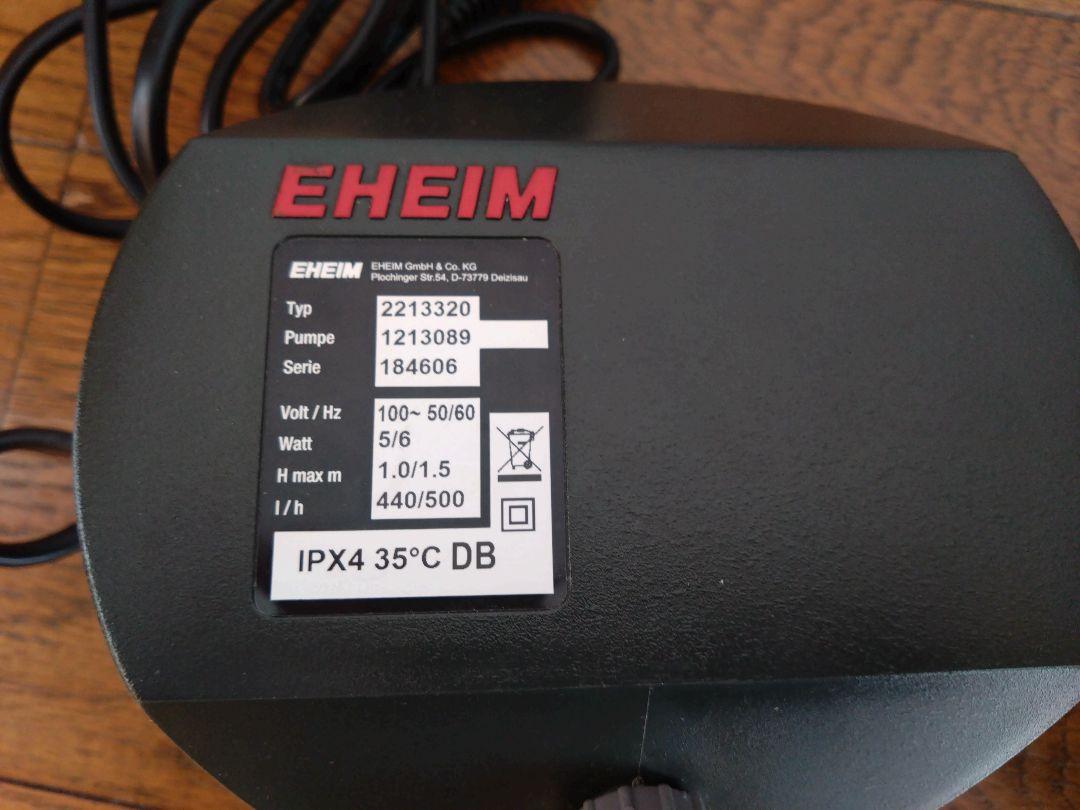 EHEIM
EHEIM EHEIM GmbH & Co. KG
Plochinger Str.54, D-73779 Deizisau
Typ 2213320
Pumpe 1213089
Serie 184606
Volt / Hz 100~ 50/60
Watt 5/6
H max m 1.0/1.5
l / h 440/500
IPX4 35°C DB